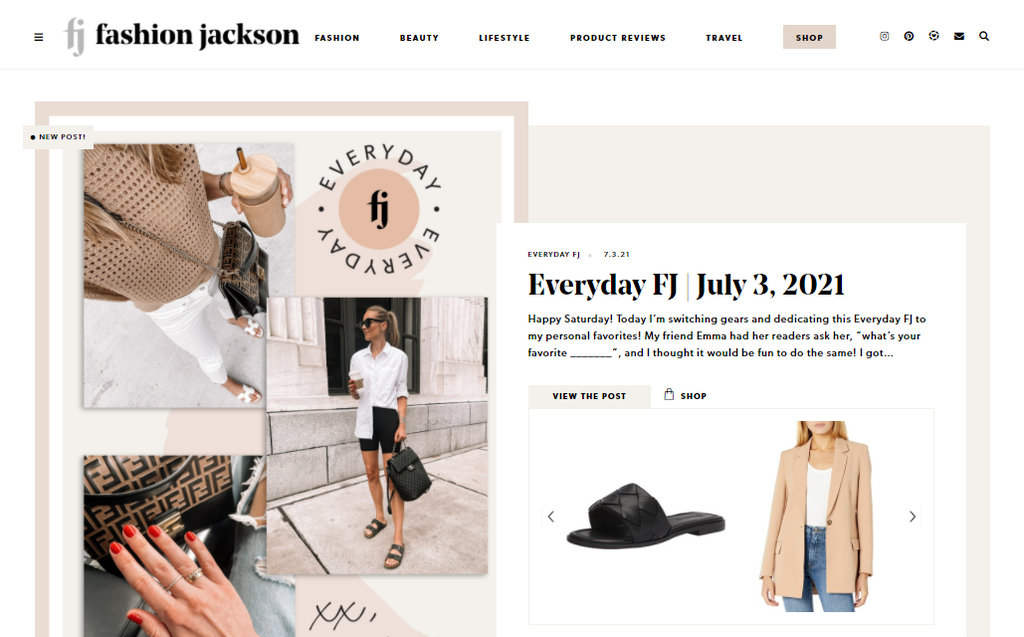 fj fashion jackson
FASHION
BEAUTY
LIFESTYLE
PRODUCT REVIEWS
TRAVEL
SHOP
NEW POST!
EVERYDAY
fj
EVERYDAY
EVERYDAY FJ
7.3.21
Everyday FJ | July 3, 2021
Happy Saturday! Today I'm switching gears and dedicating this Everyday FJ to
my personal favorites! My friend Emma had her readers ask her, “what’s your
favorite _______”, and I thought it would be fun to do the same! I got...
VIEW THE POST
SHOP
xx,